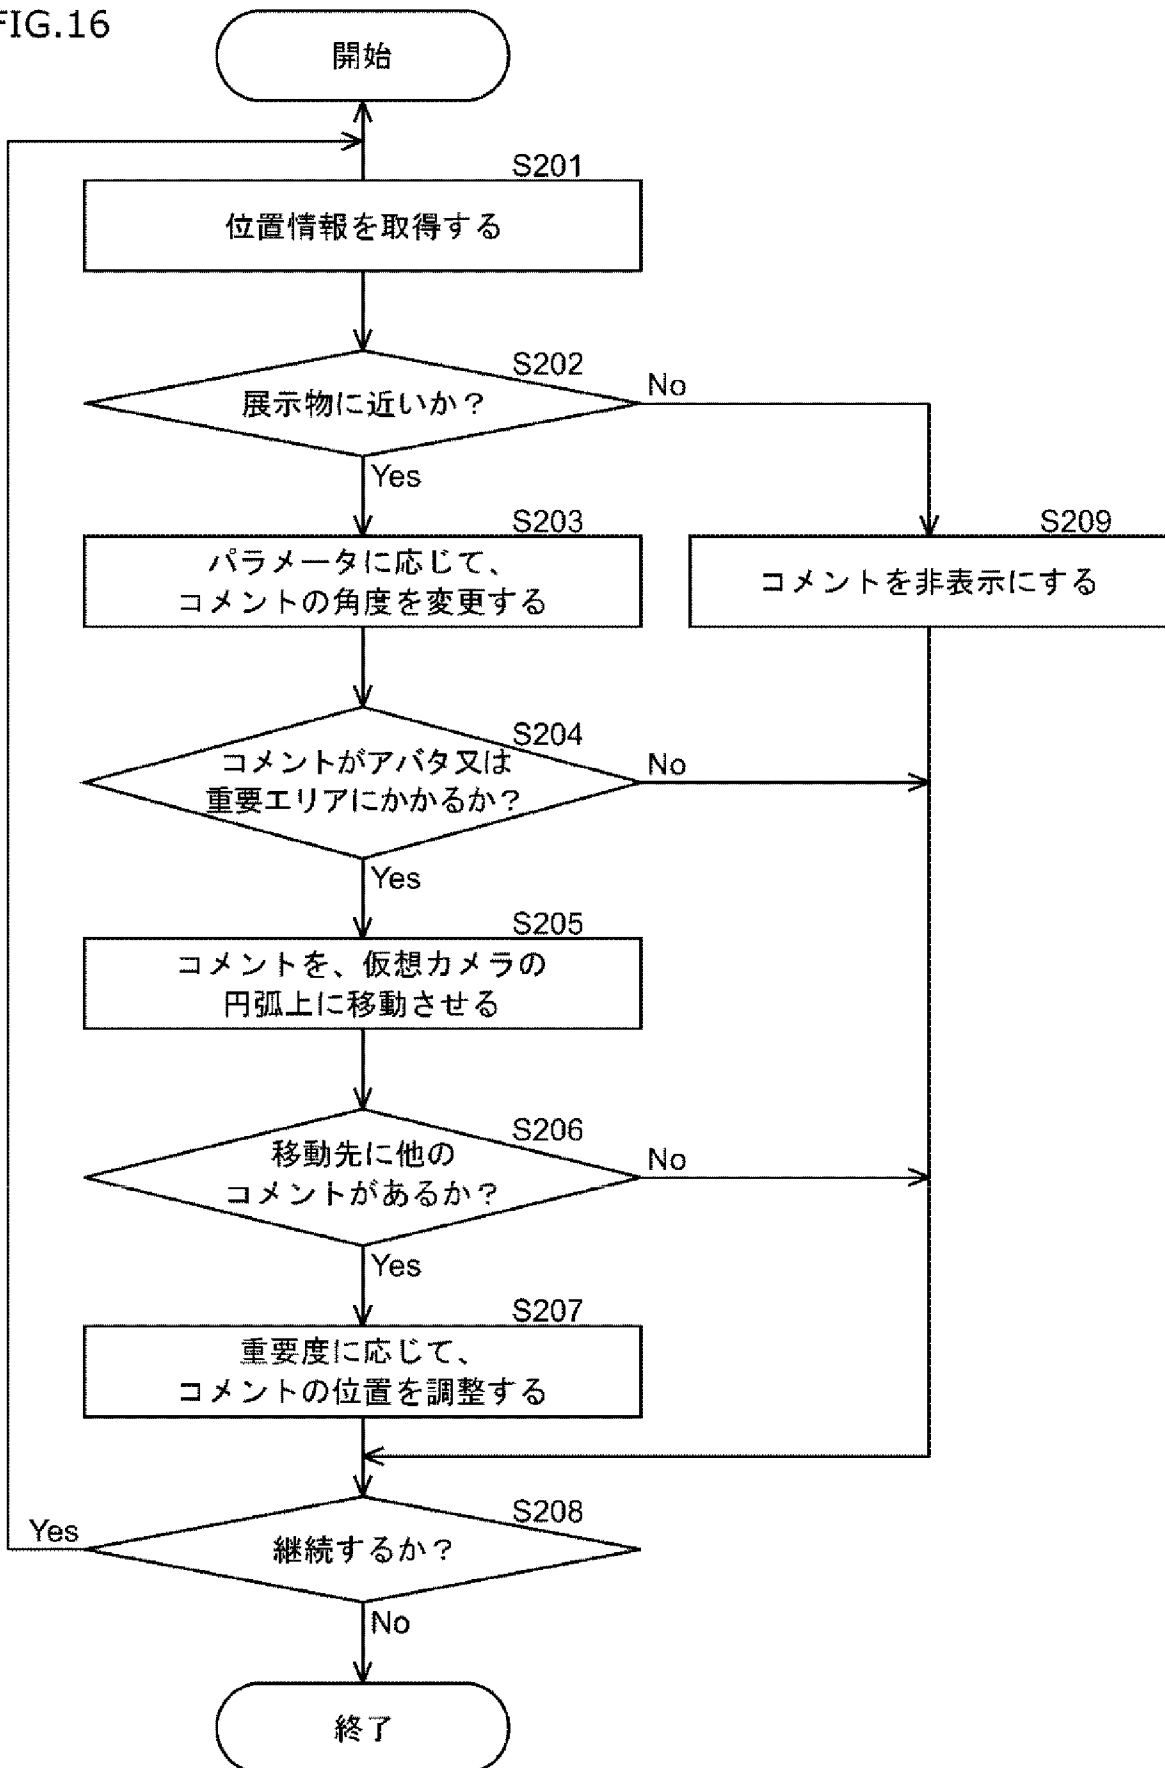 FIG.16
開始
S201
位置情報を取得する
S202
展示物に近いか？
No
Yes
S203
パラメータに応じて、
コメントの角度を変更する
S209
コメントを非表示にする
S204
コメントがアバタ又は
重要エリアにかかるか？
No
Yes
S205
コメントを、仮想カメラの
円弧上に移動させる
S206
移動先に他の
コメントがあるか？
No
Yes
S207
重要度に応じて、
コメントの位置を調整する
S208
継続するか？
Yes
No
終了